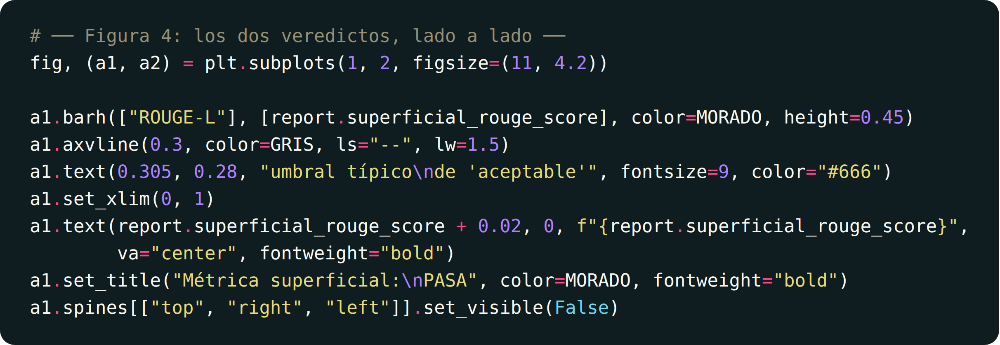 # ── Figura 4: los dos veredictos, lado a lado ──
fig, (a1, a2) = plt.subplots(1, 2, figsize=(11, 4.2))

a1.barh(["ROUGE-L"], [report.superficial_rouge_score], color=MORADO, height=0.45)
a1.axvline(0.3, color=GRIS, ls="--", lw=1.5)
a1.text(0.305, 0.28, "umbral típico\nde 'aceptable'", fontsize=9, color="#666")
a1.set_xlim(0, 1)
a1.text(report.superficial_rouge_score + 0.02, 0, f"{report.superficial_rouge_score}",
        va="center", fontweight="bold")
a1.set_title("Métrica superficial:\nPASA", color=MORADO, fontweight="bold")
a1.spines[["top", "right", "left"]].set_visible(False)